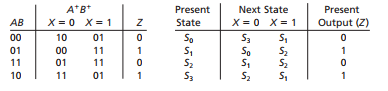 A⁺B⁺ Present Next State Present
AB X = 0 X = 1 Z State X = 0 X = 1 Output (Z)
00 10 01 0 S₀ S₃ S₁ 0
01 00 11 1 S₁ S₀ S₂ 1
11 01 11 0 S₂ S₁ S₂ 0
10 11 01 1 S₃ S₂ S₁ 1